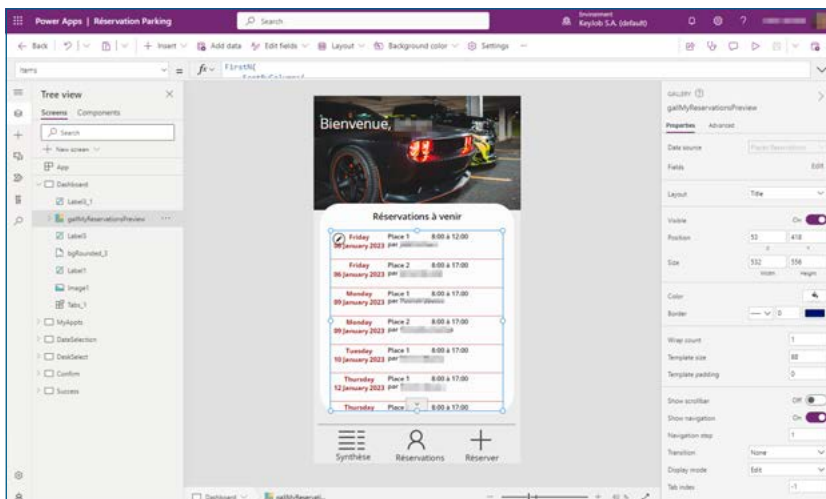 Power Apps | Réservation Parking
Search
Environment
KeyJob S.A. (default)
Back
Insert
Add data
Edit fields
Layout
Background color
Settings
Items
=
fx
FirstN(
Tree view
Screens Components
Search
New screen
App
Dashboard
Label3_1
gallMyReservationsPreview
Label3
bgRounded_3
Label1
Image1
Tabs_1
MyAppts
DateSelection
DeskSelect
Confirm
Success
Bienvenue,
Réservations à venir
Friday Place 1 8:00 à 12:00
06 January 2023 par
Friday Place 2 8:00 à 17:00
06 January 2023 par
Monday Place 1 8:00 à 17:00
09 January 2023 par
Monday Place 2 8:00 à 17:00
09 January 2023 par
Tuesday Place 1 8:00 à 17:00
10 January 2023 par
Thursday Place 1 8:00 à 17:00
12 January 2023 par
Thursday Place 8:00 à 17:00
Synthèse Réservations Réserver
Dashboard
gallMyReservati...
GALLERY
gallMyReservationsPreview
Properties Advanced
Data source
Fields Edit
Layout Title
Visible On
Position 53 418
X Y
Size 532 556
Width Height
Color
Border 0
Wrap count 1
Template size 88
Template padding 0
Show scrollbar Off
Show navigation On
Navigation step 1
Transition None
Display mode Edit
Tab index -1